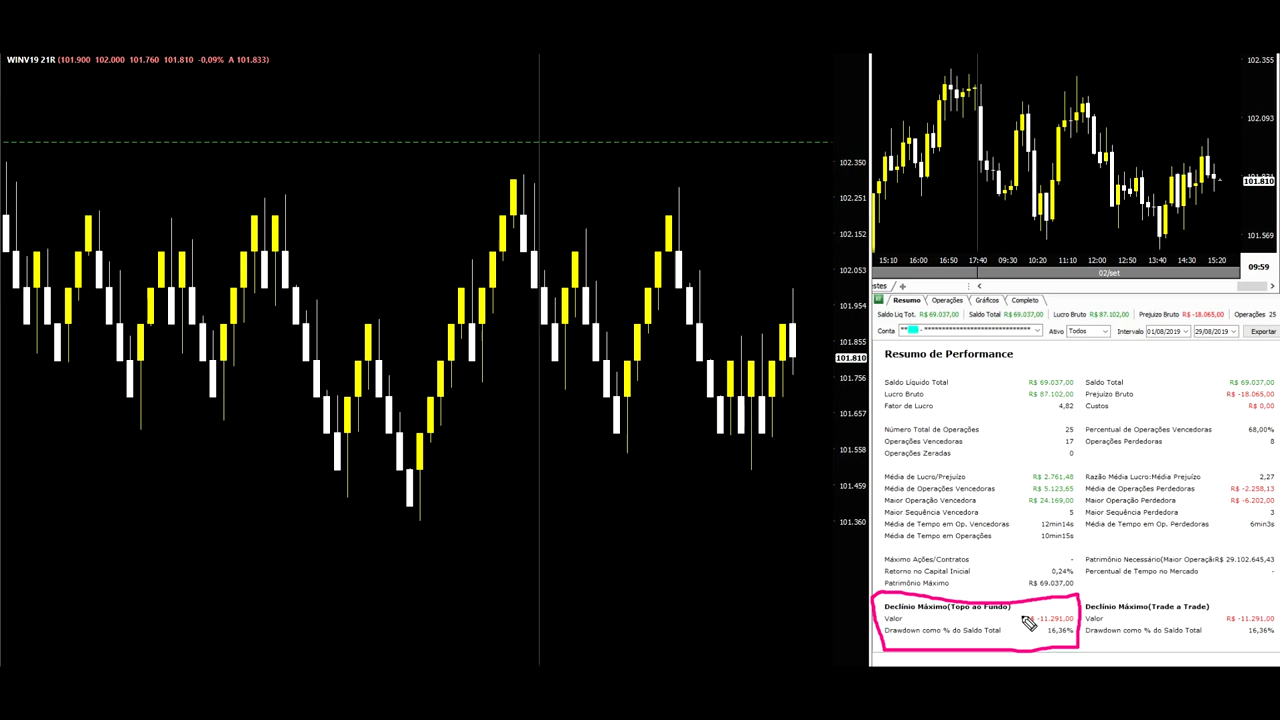 WINV19 21R (101.900 102.000 101.760 101.810 -0,09% A 101.833)
102.350
102.251
102.152
102.053
101.954
101.855
101.810
101.756
101.657
101.558
101.459
101.360
102.355
102.093
101.810
101.569
15:10 16:00 16:50 17:40 09:30 10:20 11:10 12:00 12:50 13:40 14:30 15:20
02/set
09:59
stes
Resumo Operações Gráficos Completo
Saldo Líq Tot. R$ 69.037,00 Saldo Total R$ 69.037,00 Lucro Bruto R$ 87.102,00 Prejuízo Bruto R$ -18.065,00 Operações 25
Conta Ativo Todos Intervalo 01/08/2019 29/08/2019 Exportar
Resumo de Performance
Saldo Líquido Total R$ 69.037,00 Saldo Total R$ 69.037,00
Lucro Bruto R$ 87.102,00 Prejuízo Bruto R$ -18.065,00
Fator de Lucro 4,82 Custos R$ 0,00
Número Total de Operações 25 Percentual de Operações Vencedoras 68,00%
Operações Vencedoras 17 Operações Perdedoras 8
Operações Zeradas 0
Média de Lucro/Prejuízo R$ 2.761,48 Razão Média Lucro:Média Prejuízo 2,27
Média de Operações Vencedoras R$ 5.123,65 Média de Operações Perdedoras R$ -2.258,13
Maior Operação Vencedora R$ 24.169,00 Maior Operação Perdedora R$ -6.202,00
Maior Sequência Vencedora 5 Maior Sequência Perdedora 3
Média de Tempo em Op. Vencedoras 12min14s Média de Tempo em Op. Perdedoras 6min3s
Média de Tempo em Operações 10min15s
Máximo Ações/Contratos - Patrimônio Necessário(Maior Operaçã R$ 29.102.645,43
Retorno no Capital Inicial 0,24% Percentual de Tempo no Mercado -
Patrimônio Máximo R$ 69.037,00
Declínio Máximo(Topo ao Fundo) Declínio Máximo(Trade a Trade)
Valor -11.291,00 Valor R$ -11.291,00
Drawdown como % do Saldo Total 16,36% Drawdown como % do Saldo Total 16,36%